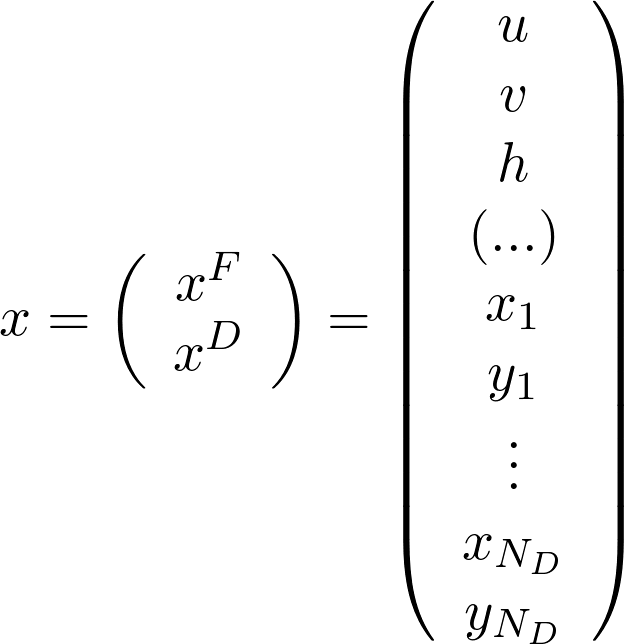 x = ( x^F x^D ) = ( u v h (...) x_1 y_1 ⋮ x_{N_D} y_{N_D} )